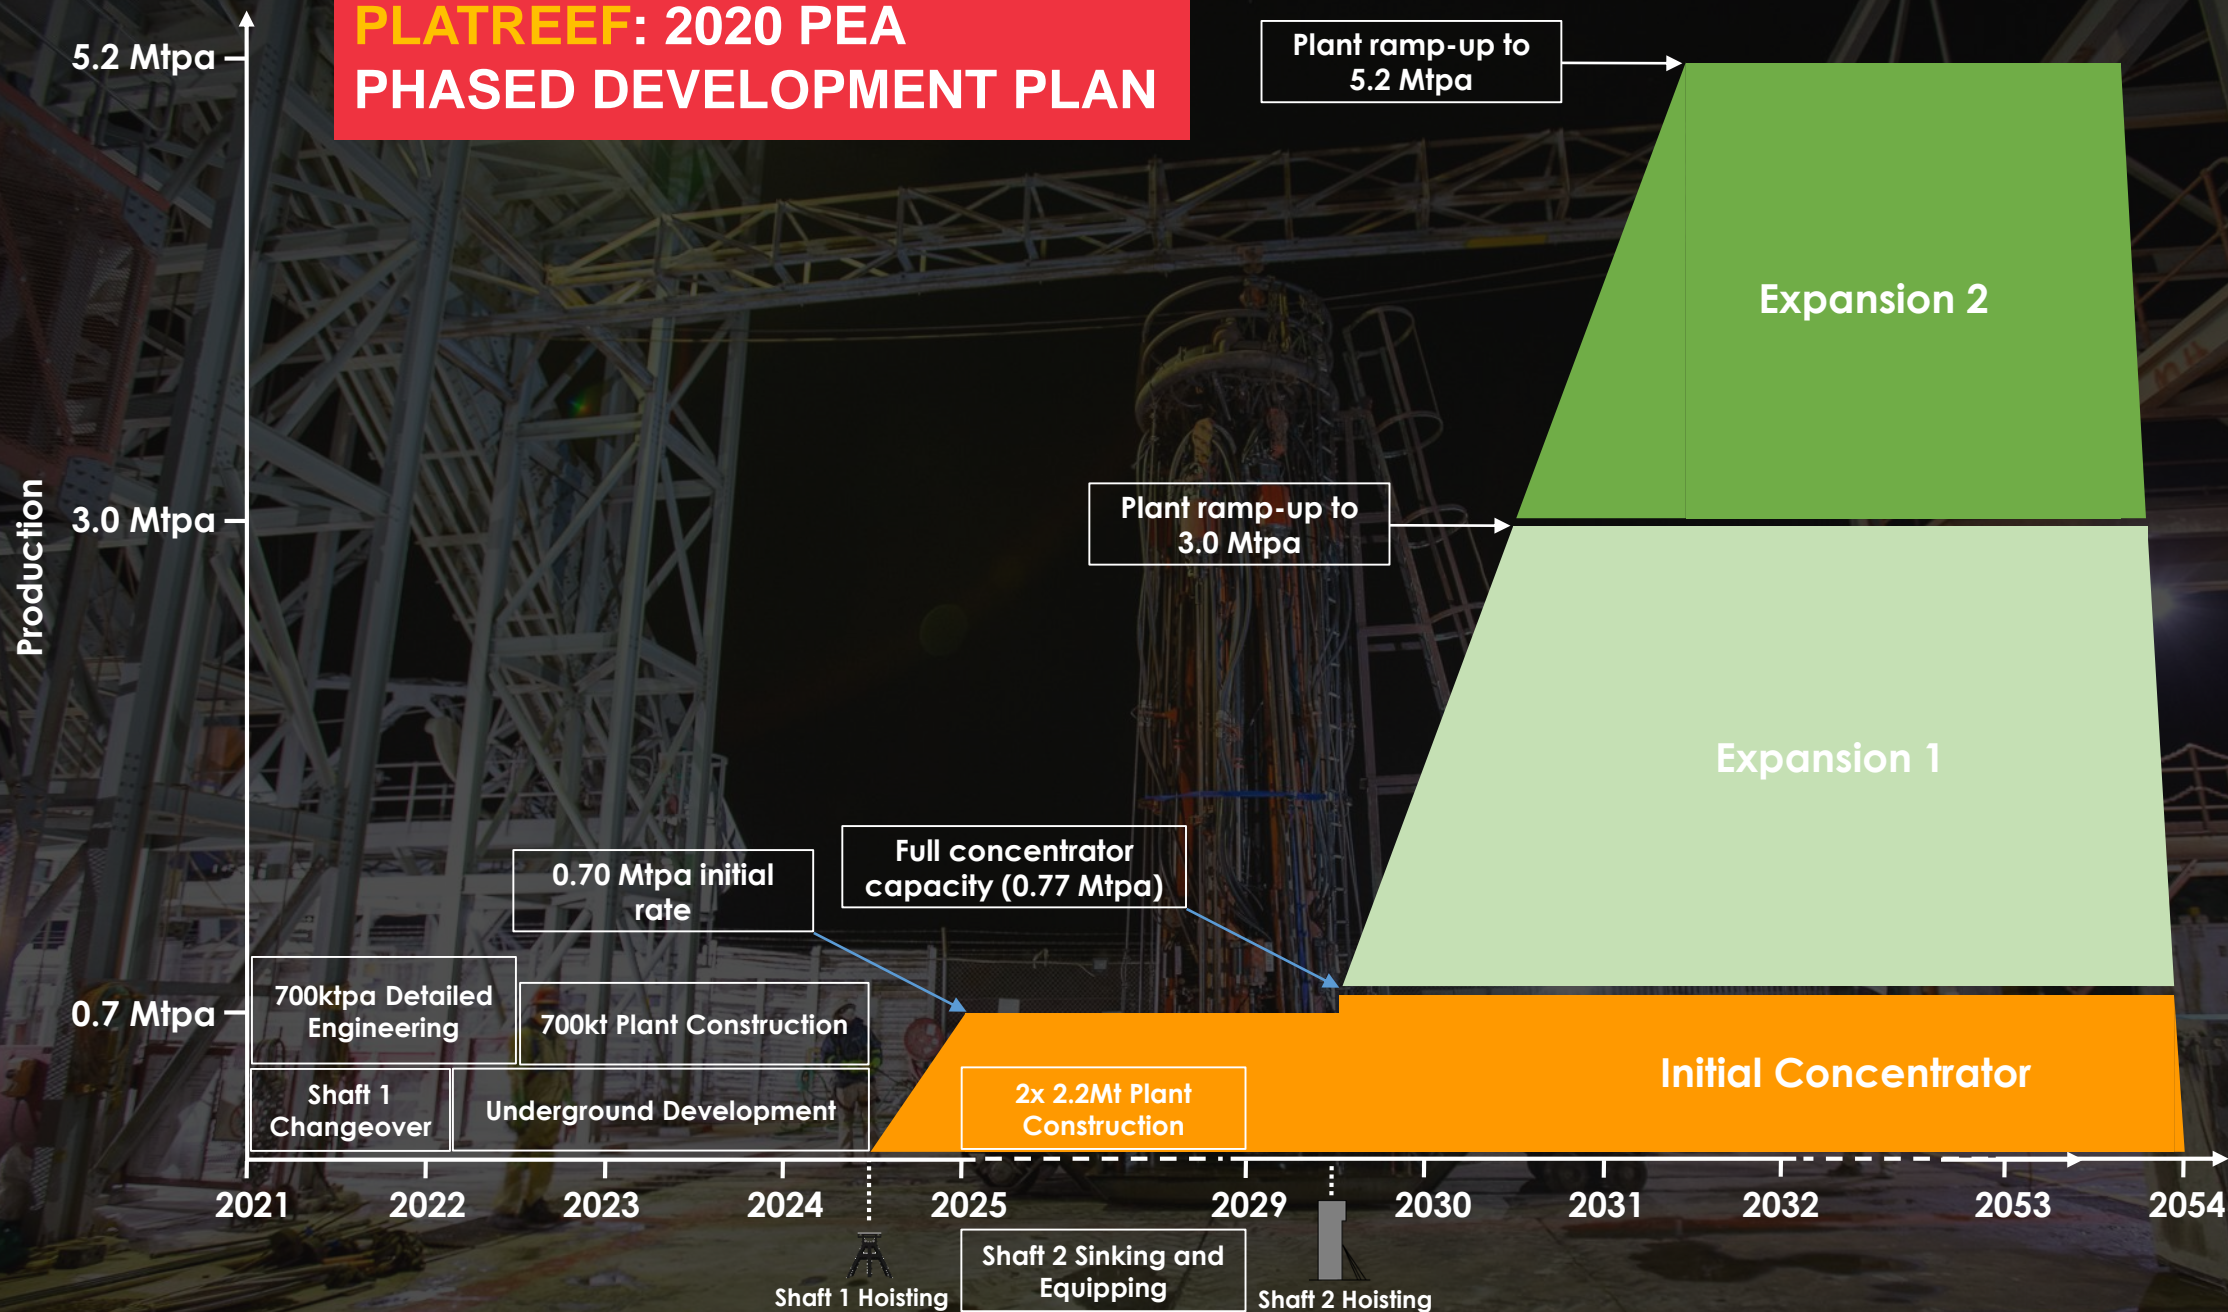 PLATREEF: 2020 PEA
PHASED DEVELOPMENT PLAN
Production
5.2 Mtpa
3.0 Mtpa
0.7 Mtpa
Plant ramp-up to
5.2 Mtpa
Expansion 2
Plant ramp-up to
3.0 Mtpa
Expansion 1
0.70 Mtpa initial
rate
Full concentrator
capacity (0.77 Mtpa)
700ktpa Detailed
Engineering
700kt Plant Construction
Shaft 1
Changeover
Underground Development
2x 2.2Mt Plant
Construction
Initial Concentrator
2021
2022
2023
2024
2025
2029
2030
2031
2032
2053
2054
Shaft 1 Hoisting
Shaft 2 Sinking and
Equipping
Shaft 2 Hoisting